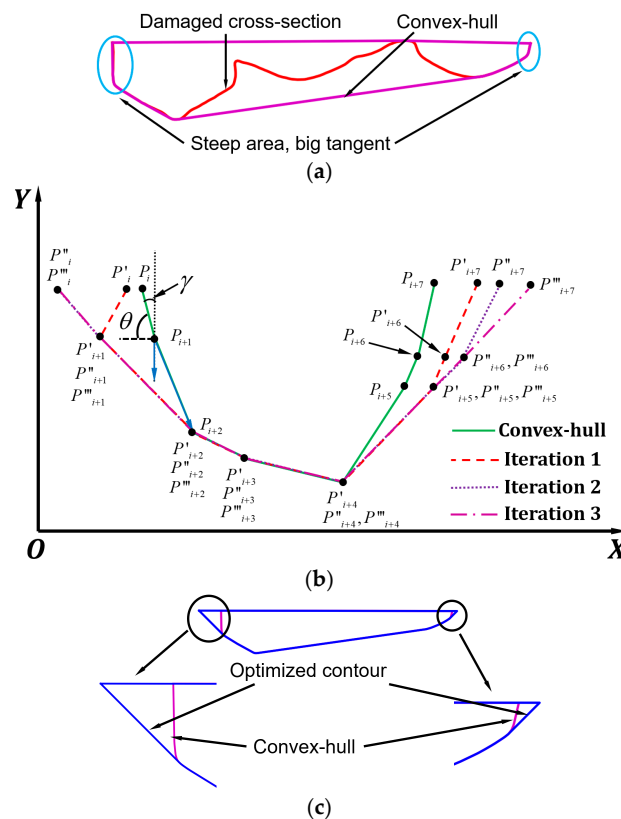 Damaged cross-section
Convex-hull
Steep area, big tangent
(a)
Y
P''i
P'''i
P'i
Pi
γ
θ
Pi+1
P'i+1
P''i+1
P'''i+1
Pi+2
P'i+2
P''i+2
P'''i+2
P'i+3
P''i+3
P'''i+3
P'i+4
P''i+4, P'''i+4
Pi+7
P'i+7
P''i+7
P'''i+7
P'i+6
Pi+6
P''i+6, P'''i+6
Pi+5
P'i+5, P''i+5, P'''i+5
Convex-hull
Iteration 1
Iteration 2
Iteration 3
O
X
(b)
Optimized contour
Convex-hull
(c)